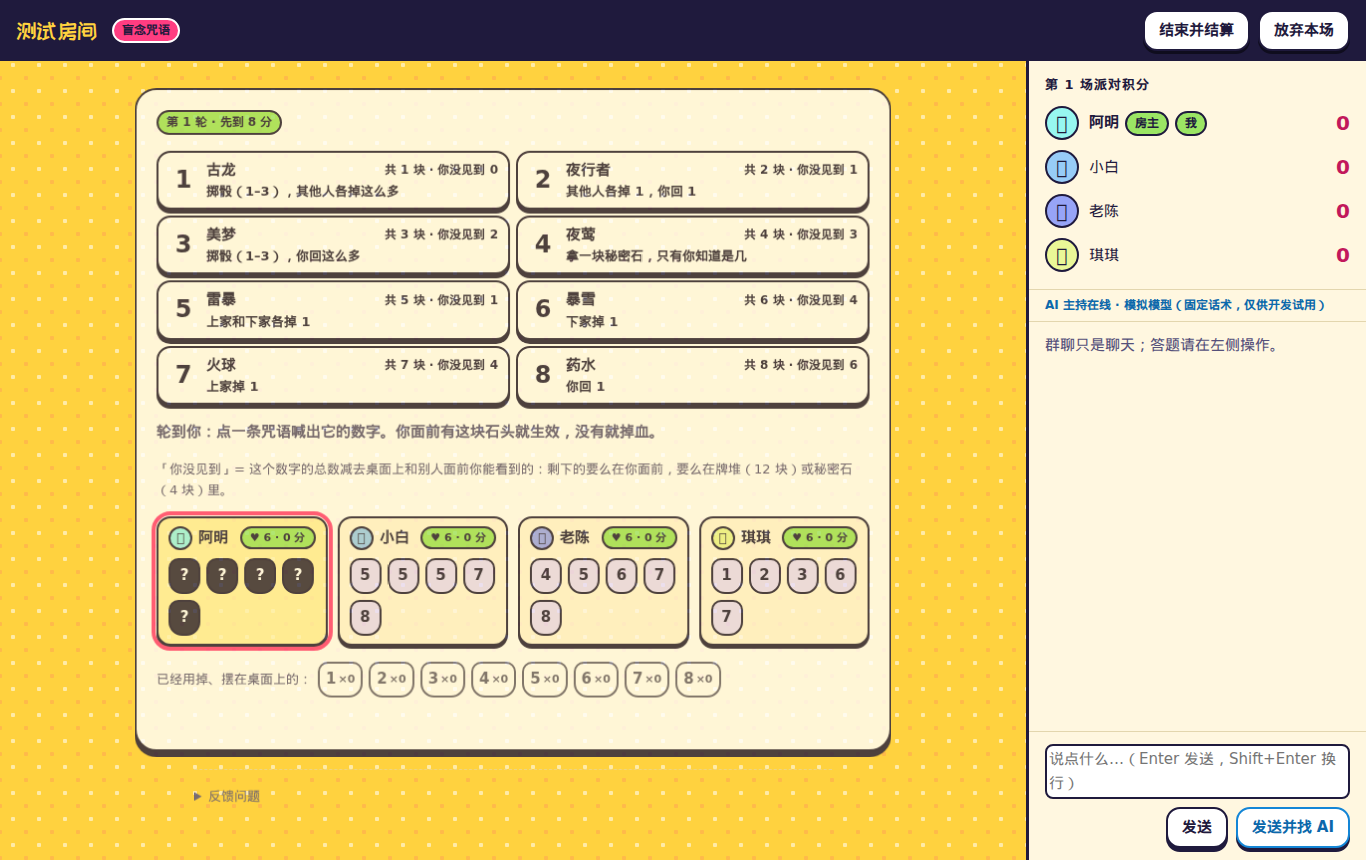 测试房间 盲念咒语 结束并结算 放弃本场
第 1 轮 · 先到 8 分
1 古龙 共 1 块 · 你没见到 0
掷骰（1–3），其他人各掉这么多
2 夜行者 共 2 块 · 你没见到 1
其他人各掉 1，你回 1
3 美梦 共 3 块 · 你没见到 2
掷骰（1–3），你回这么多
4 夜莺 共 4 块 · 你没见到 3
拿一块秘密石，只有你知道是几
5 雷暴 共 5 块 · 你没见到 1
上家和下家各掉 1
6 暴雪 共 6 块 · 你没见到 4
下家掉 1
7 火球 共 7 块 · 你没见到 4
上家掉 1
8 药水 共 8 块 · 你没见到 6
你回 1
轮到你：点一条咒语喊出它的数字。你面前有这块石头就生效，没有就掉血。
「你没见到」= 这个数字的总数减去桌面上和别人面前你能看到的：剩下的要么在你面前，要么在牌堆（12 块）或秘密石
（4 块）里。
阿明 ♥ 6 · 0 分
? ? ? ?
?
小白 ♥ 6 · 0 分
5 5 5 7
8
老陈 ♥ 6 · 0 分
4 5 6 7
8
琪琪 ♥ 6 · 0 分
1 2 3 6
7
已经用掉、摆在桌面上的： 1×0 2×0 3×0 4×0 5×0 6×0 7×0 8×0
▶ 反馈问题
第 1 场派对积分
阿明 房主 我 0
小白 0
老陈 0
琪琪 0
AI 主持在线 · 模拟模型（固定话术，仅供开发试用）
群聊只是聊天；答题请在左侧操作。
说点什么…（Enter 发送，Shift+Enter 换
行）
发送 发送并找 AI